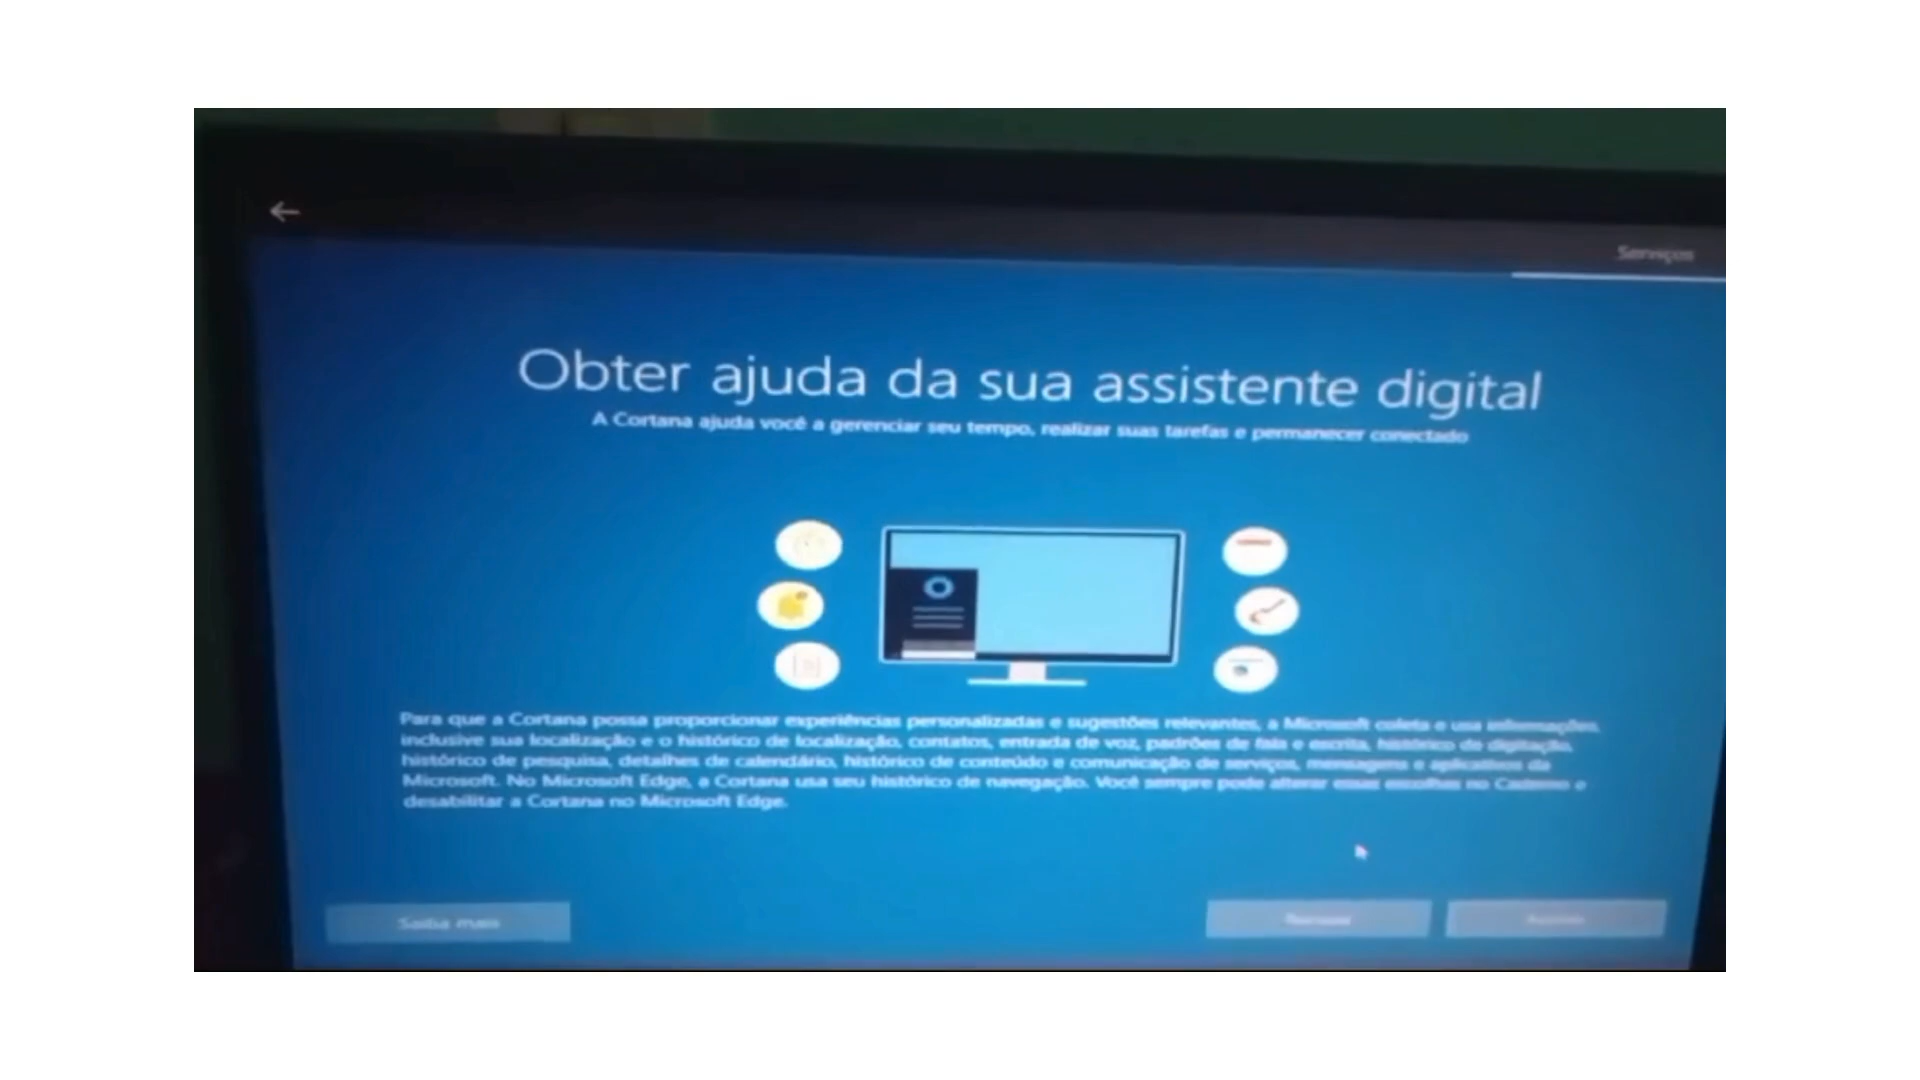 Serviços
Obter ajuda da sua assistente digital
A Cortana ajuda você a gerenciar seu tempo, realizar suas tarefas e permanecer conectado
Para que a Cortana possa proporcionar experiências personalizadas e sugestões relevantes, a Microsoft coleta e usa informações,
inclusive sua localização e o histórico de localização, contatos, entrada de voz, padrões de fala e escrita, histórico de digitação,
histórico de pesquisa, detalhes de calendário, histórico de conteúdo e comunicação de serviços, mensagens e aplicativos da
Microsoft. No Microsoft Edge, a Cortana usa seu histórico de navegação. Você sempre pode alterar essas escolhas no Caderno e
desabilitar a Cortana no Microsoft Edge.
Saiba mais